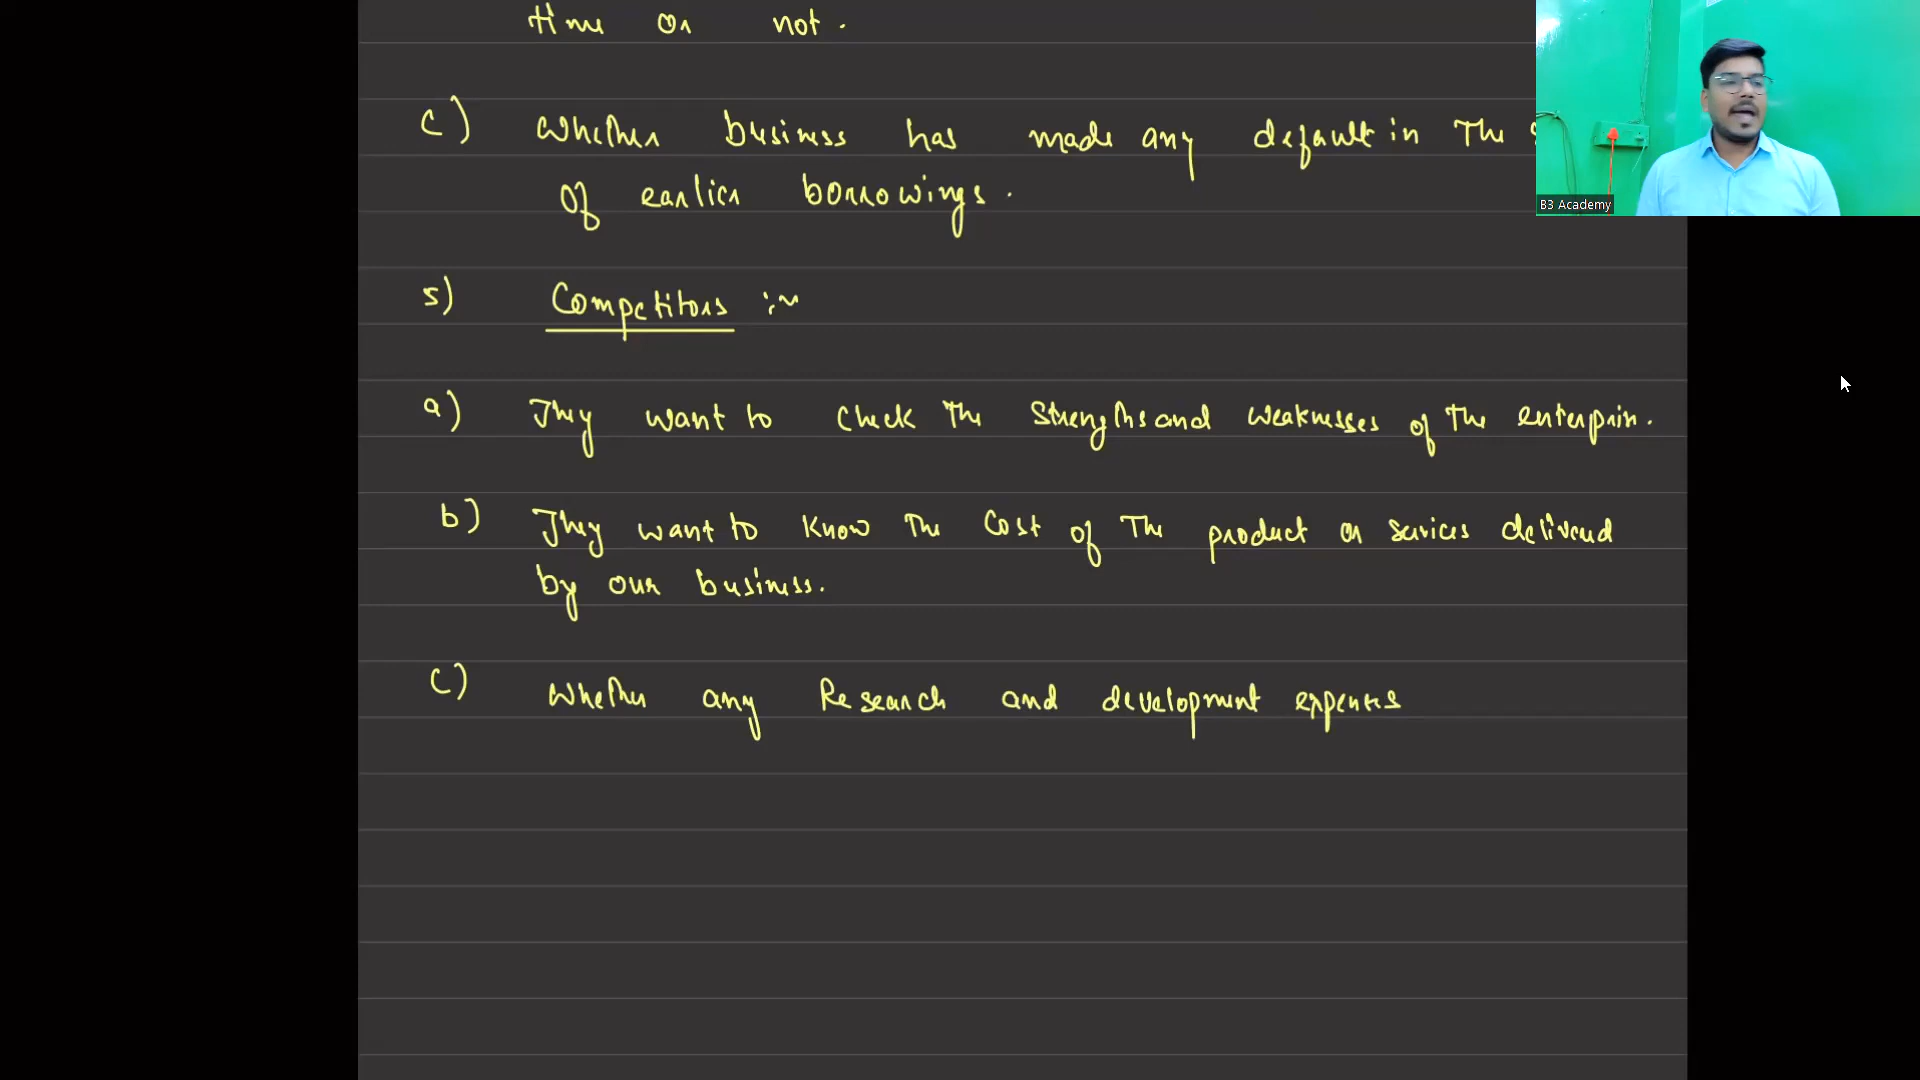 time or not.
c) Whether business has made any default in the
of earlier borrowings.
B3 Academy
5) Competitors :~
a) They want to check the strengths and weaknesses of the enterprise.
b) They want to know the cost of the product or services delivered
by our business.
c) Whether any Research and development expenses